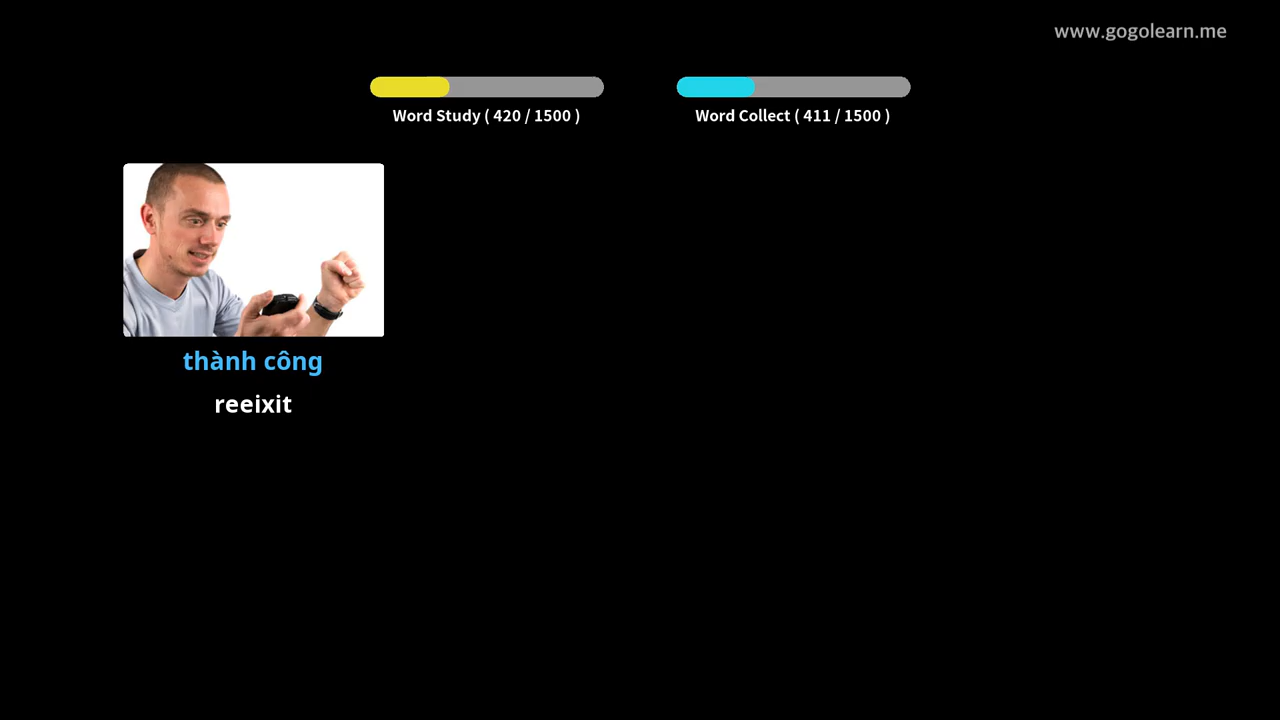 www.gogolearn.me
Word Study ( 420 / 1500 )
Word Collect ( 411 / 1500 )
thành công
reeixit